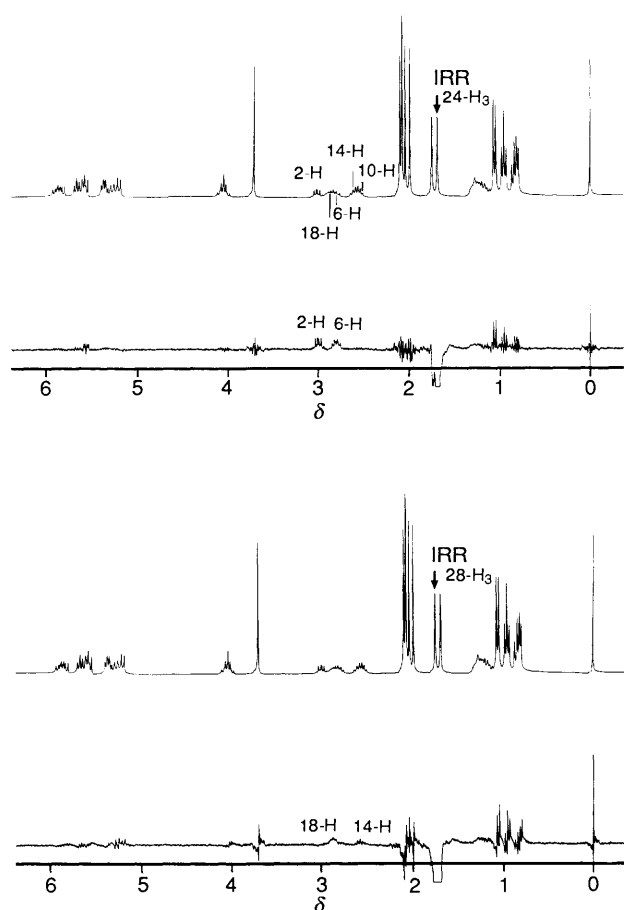 IRR
24-H₃
14-H
2-H
10-H
6-H
18-H
2-H 6-H
6 5 4 3 2 1 0
δ
IRR
28-H₃
18-H 14-H
6 5 4 3 2 1 0
δ